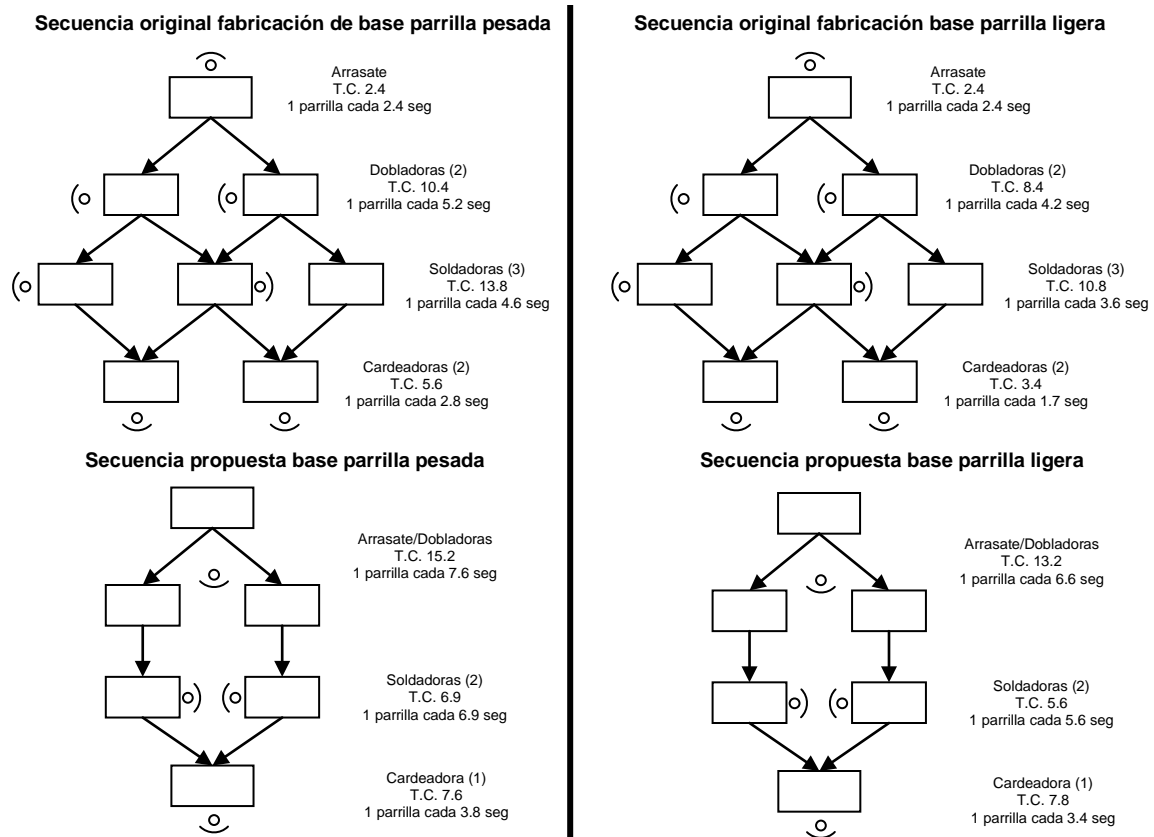 Secuencia original fabricación de base parrilla pesada
Arrasate
T.C. 2.4
1 parrilla cada 2.4 seg
Dobladoras (2)
T.C. 10.4
1 parrilla cada 5.2 seg
Soldadoras (3)
T.C. 13.8
1 parrilla cada 4.6 seg
Cardeadoras (2)
T.C. 5.6
1 parrilla cada 2.8 seg
Secuencia propuesta base parrilla pesada
Arrasate/Dobladoras
T.C. 15.2
1 parrilla cada 7.6 seg
Soldadoras (2)
T.C. 6.9
1 parrilla cada 6.9 seg
Cardeadora (1)
T.C. 7.6
1 parrilla cada 3.8 seg
Secuencia original fabricación base parrilla ligera
Arrasate
T.C. 2.4
1 parrilla cada 2.4 seg
Dobladoras (2)
T.C. 8.4
1 parrilla cada 4.2 seg
Soldadoras (3)
T.C. 10.8
1 parrilla cada 3.6 seg
Cardeadoras (2)
T.C. 3.4
1 parrilla cada 1.7 seg
Secuencia propuesta base parrilla ligera
Arrasate/Dobladoras
T.C. 13.2
1 parrilla cada 6.6 seg
Soldadoras (2)
T.C. 5.6
1 parrilla cada 5.6 seg
Cardeadora (1)
T.C. 7.8
1 parrilla cada 3.4 seg